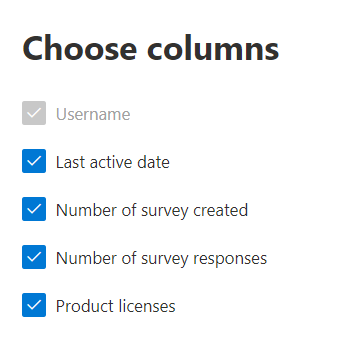 Choose columns
Username
Last active date
Number of survey created
Number of survey responses
Product licenses